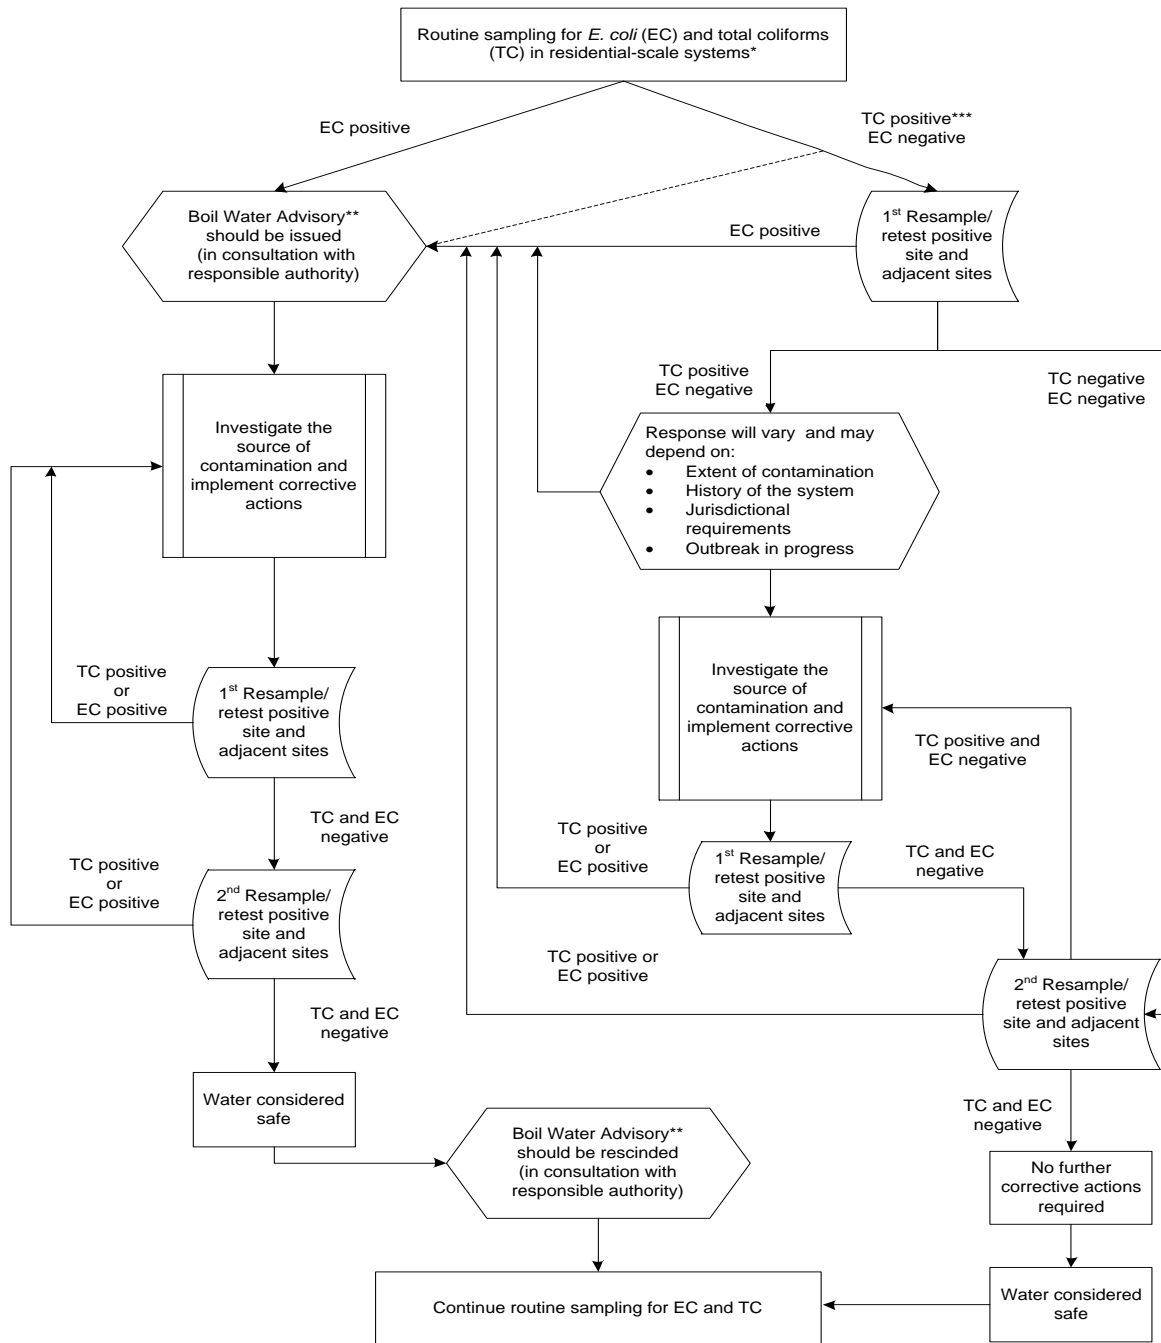 Routine sampling for E. coli (EC) and total coliforms
(TC) in residential-scale systems*
EC positive
TC positive***
EC negative
Boil Water Advisory**
should be issued
(in consultation with
responsible authority)
EC positive
1st Resample/
retest positive
site and
adjacent sites
TC positive
EC negative
TC negative
EC negative
Investigate the
source of
contamination and
implement corrective
actions
Response will vary and may
depend on:
• Extent of contamination
• History of the system
• Jurisdictional
requirements
• Outbreak in progress
TC positive
or
EC positive
1st Resample/
retest positive
site and
adjacent sites
Investigate the
source of
contamination and
implement corrective
actions
TC positive and
EC negative
TC and EC
negative
TC positive
or
EC positive
1st Resample/
retest positive
site and
adjacent sites
TC and EC
negative
TC positive
or
EC positive
2nd Resample/
retest positive
site and
adjacent sites
TC positive or
EC positive
2nd Resample/
retest positive
site and adjacent
sites
TC and EC
negative
TC and EC
negative
Water considered
safe
Boil Water Advisory**
should be rescinded
(in consultation with
responsible authority)
No further
corrective actions
required
Continue routine sampling for EC and TC
Water considered
safe